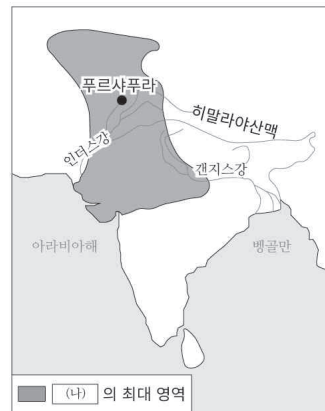 푸르샤푸라
히말라야산맥
인더스강
갠지스강
아라비아해
벵골만
(나) 의 최대 영역